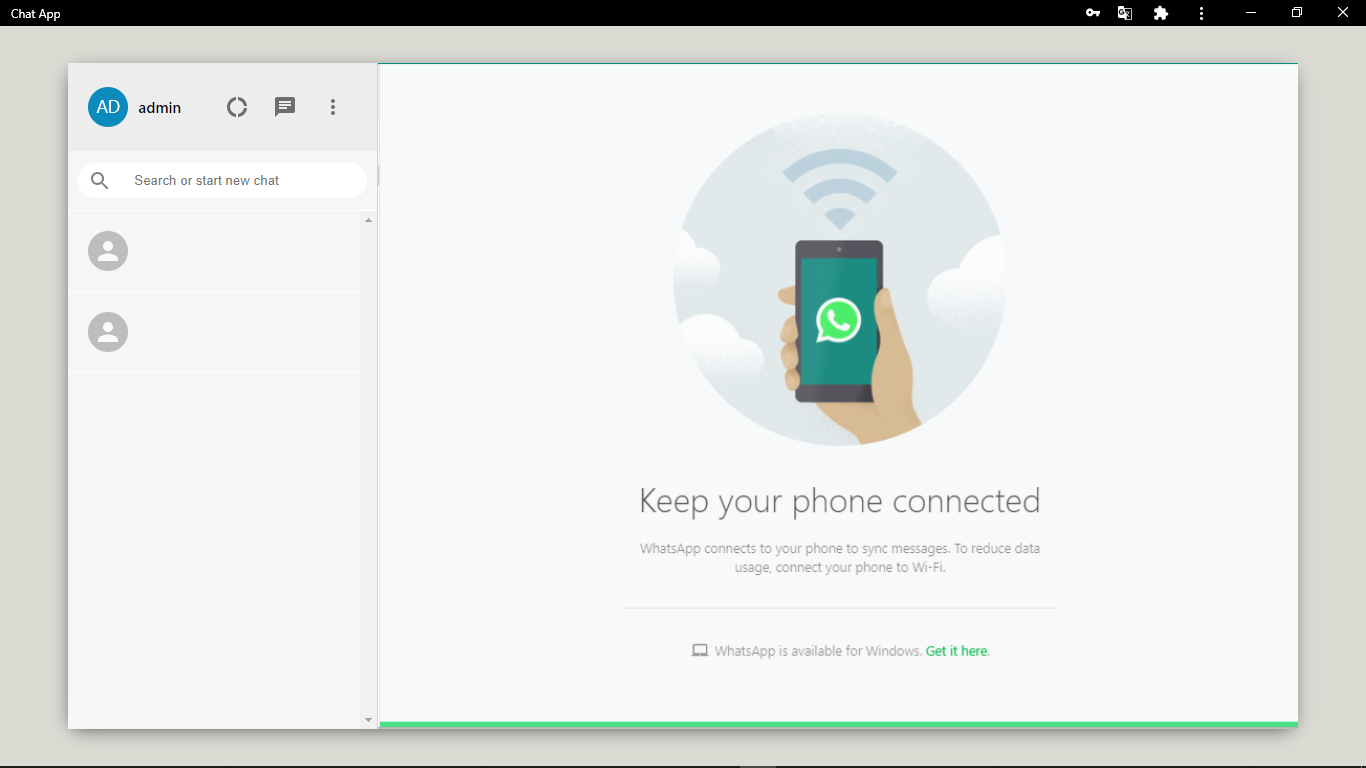 Chat App
AD admin
Search or start new chat
Keep your phone connected
WhatsApp connects to your phone to sync messages. To reduce data
usage, connect your phone to Wi-Fi.
WhatsApp is available for Windows. Get it here.